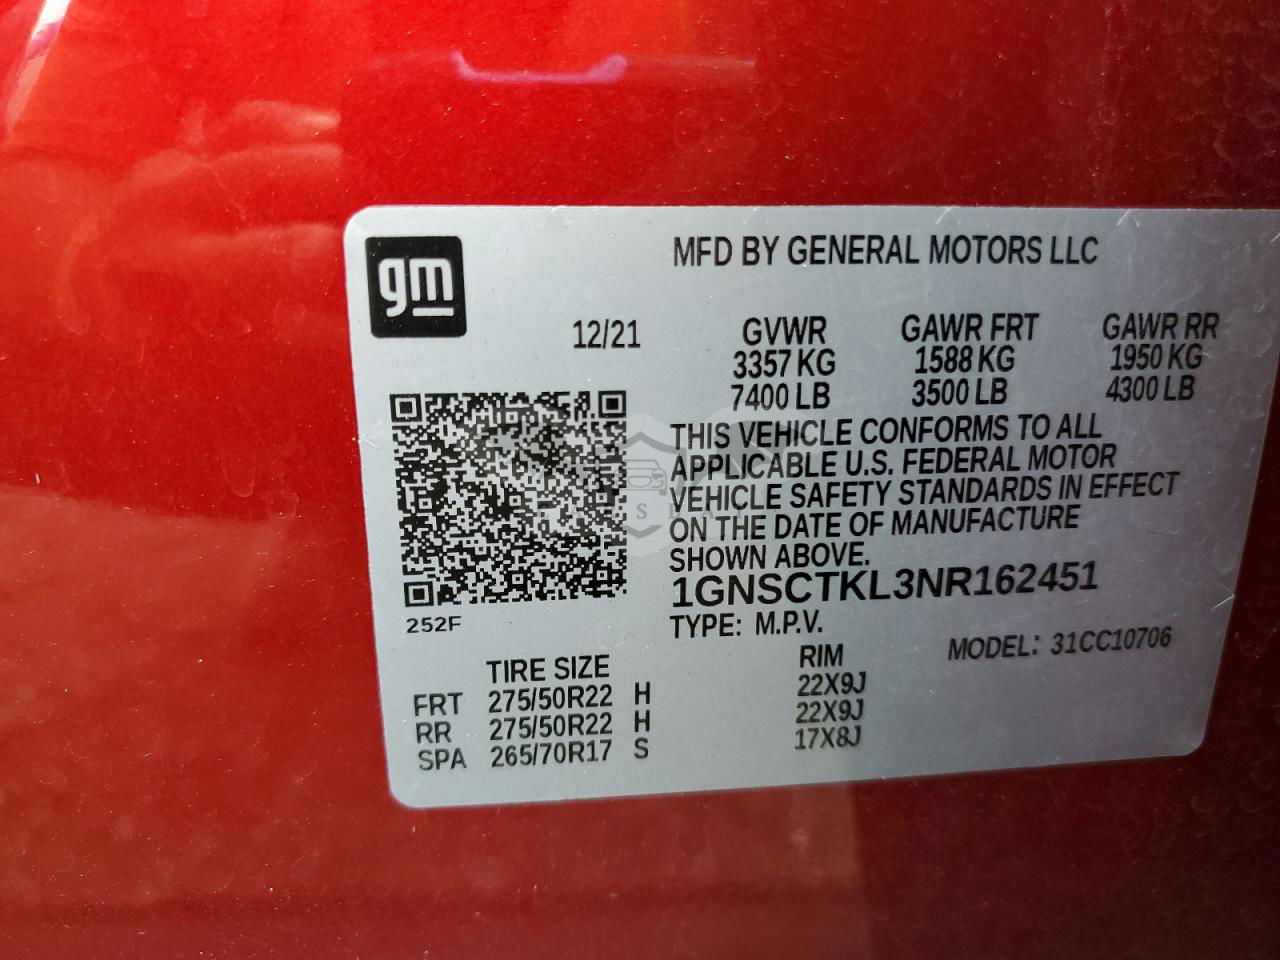 gm
MFD BY GENERAL MOTORS LLC
12/21 GVWR GAWR FRT GAWR RR
3357 KG 1588 KG 1950 KG
7400 LB 3500 LB 4300 LB
THIS VEHICLE CONFORMS TO ALL
APPLICABLE U.S. FEDERAL MOTOR
VEHICLE SAFETY STANDARDS IN EFFECT
ON THE DATE OF MANUFACTURE
SHOWN ABOVE.
1GNSCTKL3NR162451
252F
TYPE: M.P.V. MODEL: 31CC10706
TIRE SIZE RIM
FRT 275/50R22 H 22X9J
RR 275/50R22 H 22X9J
SPA 265/70R17 S 17X8J